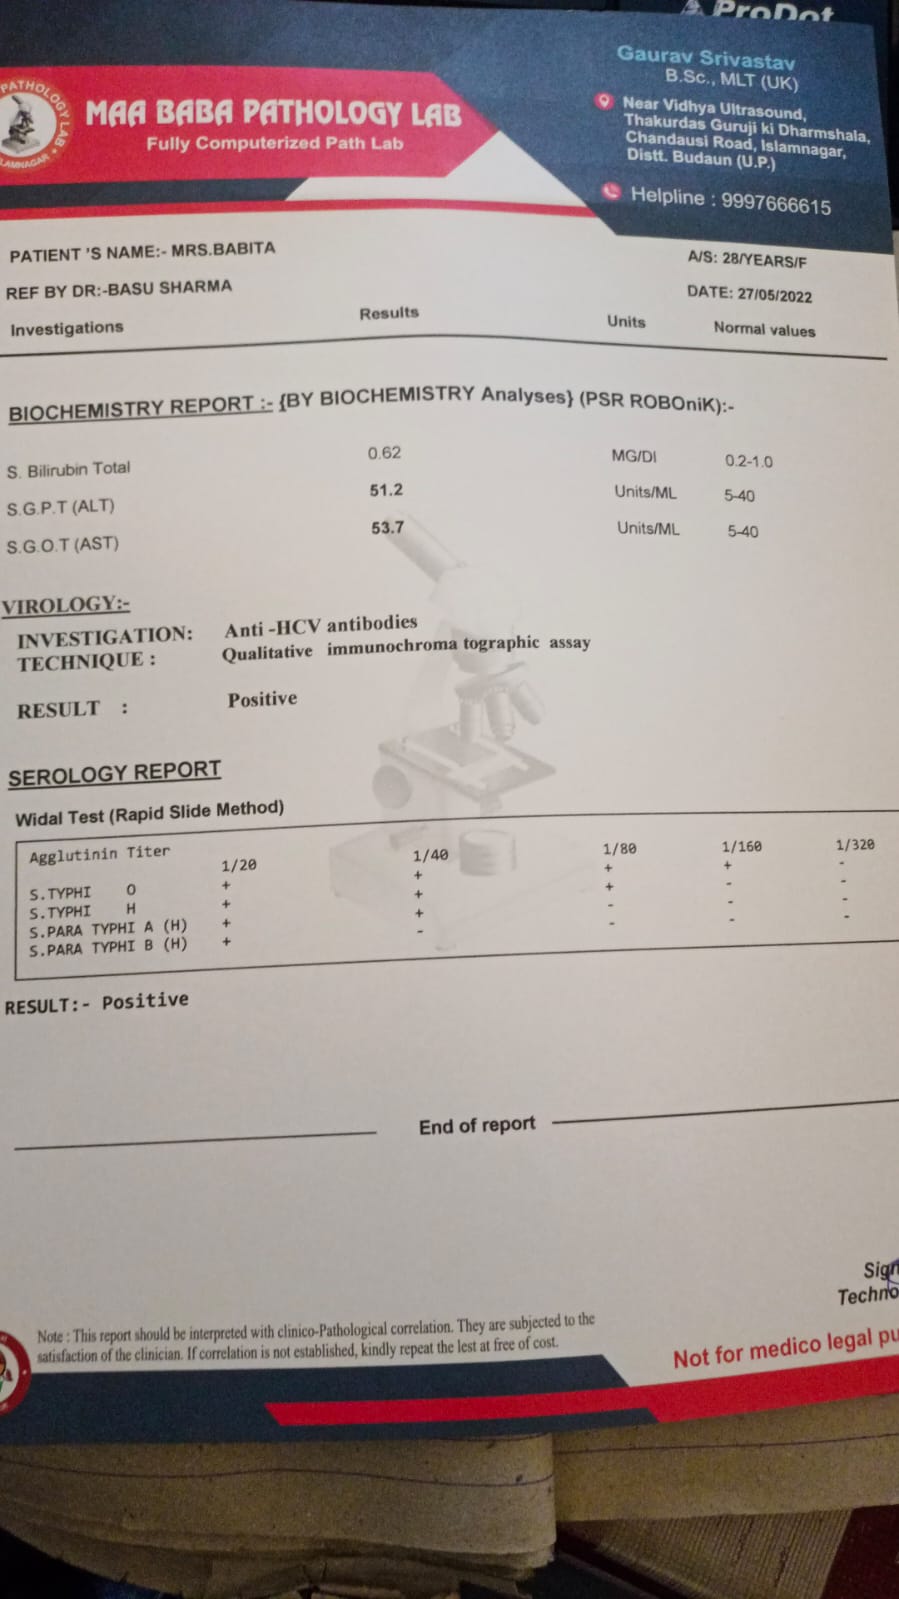 ProDot
PATHOLOGY LAB
LAMNAGAR
MAA BABA PATHOLOGY LAB
Fully Computerized Path Lab
Gaurav Srivastav
B.Sc., MLT (UK)
Near Vidhya Ultrasound,
Thakurdas Guruji ki Dharmshala,
Chandausi Road, Islamnagar,
Distt. Budaun (U.P.)
Helpline : 9997666615
PATIENT 'S NAME:- MRS.BABITA A/S: 28/YEARS/F
REF BY DR:-BASU SHARMA DATE: 27/05/2022
Investigations Results Units Normal values
BIOCHEMISTRY REPORT :- {BY BIOCHEMISTRY Analyses} (PSR ROBOniK):-
S. Bilirubin Total 0.62 MG/DI 0.2-1.0
S.G.P.T (ALT) 51.2 Units/ML 5-40
S.G.O.T (AST) 53.7 Units/ML 5-40
VIROLOGY:-
INVESTIGATION: Anti -HCV antibodies
TECHNIQUE : Qualitative immunochroma tographic assay
RESULT : Positive
SEROLOGY REPORT
Widal Test (Rapid Slide Method)
Agglutinin Titer 1/20 1/40 1/80 1/160 1/320
S.TYPHI O + + + + -
S.TYPHI H + + + - -
S.PARA TYPHI A (H) + + - - -
S.PARA TYPHI B (H) + - - - -
RESULT:- Positive
End of report
Sign
Techno
Note : This report should be interpreted with clinico-Pathological correlation. They are subjected to the
satisfaction of the clinician. If correlation is not established, kindly repeat the lest at free of cost.
Not for medico legal pu